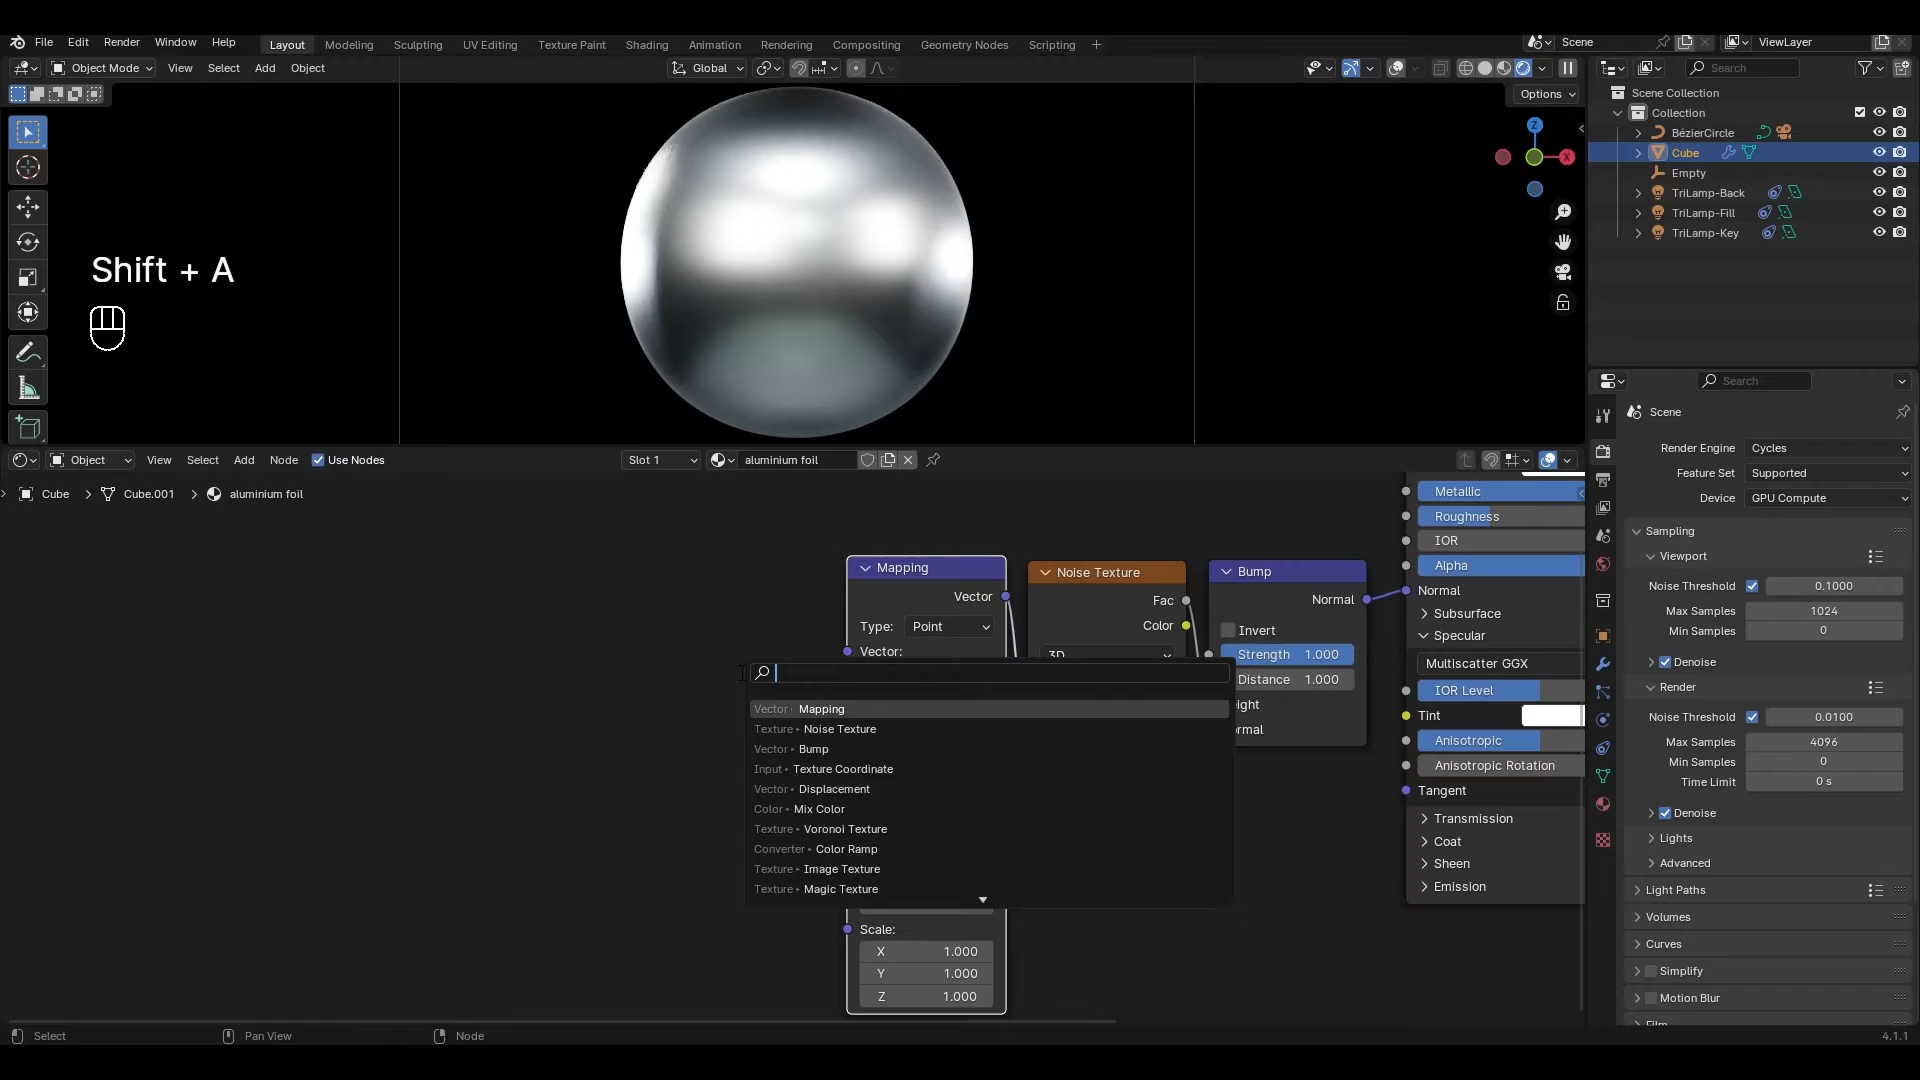 File Edit Render Window Help Layout Modeling Sculpting UV Editing Texture Paint Shading Animation Rendering Compositing Geometry Nodes Scripting + Scene ViewLayer
Object Mode View Select Add Object Global Search
Options
Scene Collection
Collection
BézierCircle
Cube
Empty
TriLamp-Back
TriLamp-Fill
TriLamp-Key
Z
X
Shift + A
Search
Scene
Render Engine Cycles
Feature Set Supported
Device GPU Compute
Sampling
Viewport
Noise Threshold 0.1000
Max Samples 1024
Min Samples 0
Denoise
Render
Noise Threshold 0.0100
Max Samples 4096
Min Samples 0
Time Limit 0 s
Denoise
Lights
Advanced
Light Paths
Volumes
Curves
Simplify
Motion Blur
Film
Object View Select Add Node Use Nodes Slot 1 aluminium foil
Cube > Cube.001 > aluminium foil
Mapping
Vector
Type: Point
Vector:
Scale:
X 1.000
Y 1.000
Z 1.000
Noise Texture
Fac
Color
3D
Bump
Normal
Invert
Strength 1.000
Distance 1.000
ight
rmal
Metallic
Roughness
IOR
Alpha
Normal
Subsurface
Specular
Multiscatter GGX
IOR Level
Tint
Anisotropic
Anisotropic Rotation
Tangent
Transmission
Coat
Sheen
Emission
Vector Mapping
Texture Noise Texture
Vector Bump
Input Texture Coordinate
Vector Displacement
Color Mix Color
Texture Voronoi Texture
Converter Color Ramp
Texture Image Texture
Texture Magic Texture
Select Pan View Node 4.1.1